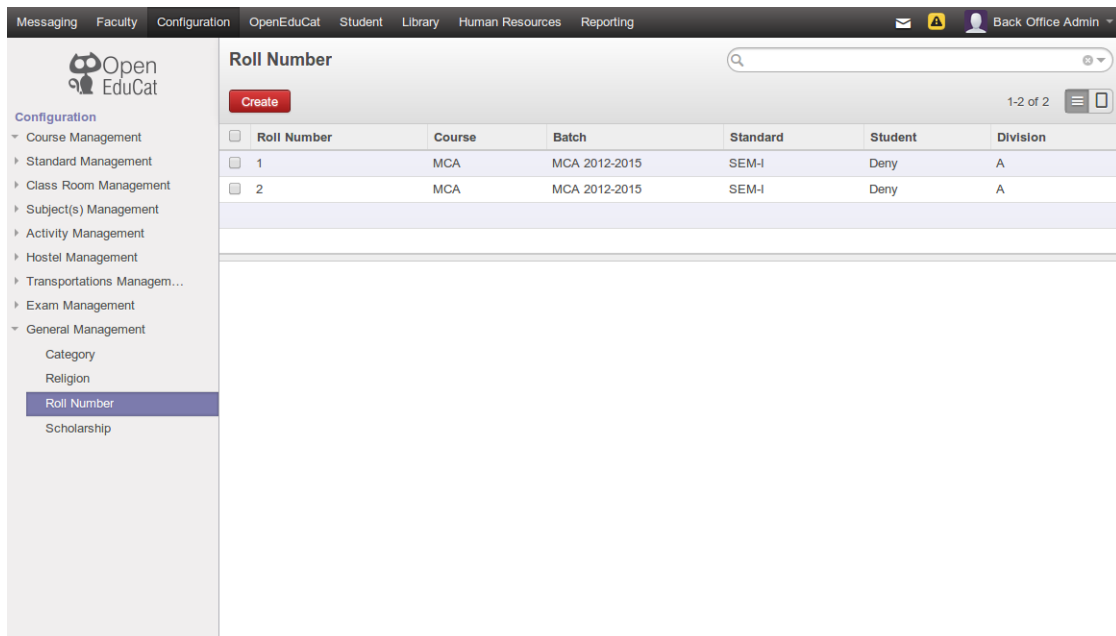 Messaging Faculty Configuration OpenEduCat Student Library Human Resources Reporting Back Office Admin
Open
EduCat
Configuration
Course Management
Standard Management
Class Room Management
Subject(s) Management
Activity Management
Hostel Management
Transportations Managem...
Exam Management
General Management
Category
Religion
Roll Number
Scholarship
Roll Number
Create 1-2 of 2
Roll Number Course Batch Standard Student Division
1 MCA MCA 2012-2015 SEM-I Deny A
2 MCA MCA 2012-2015 SEM-I Deny A